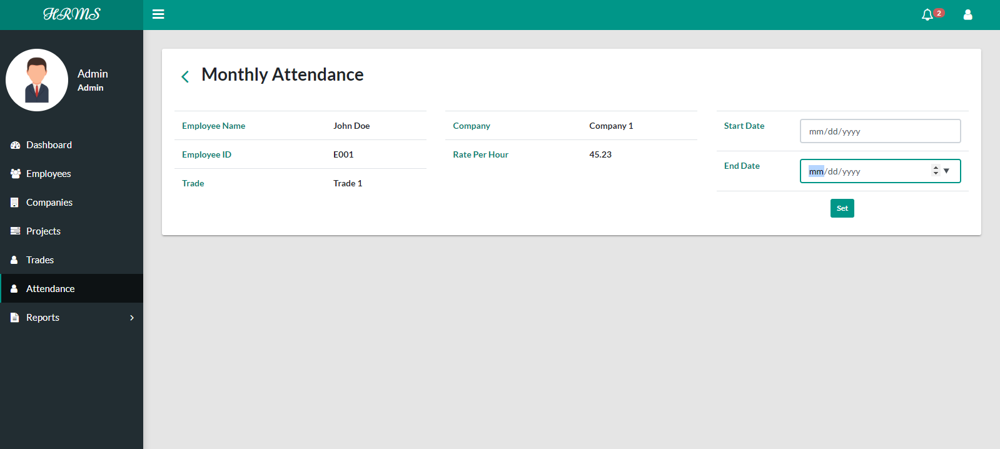 HRMS
2
Admin
Admin
Dashboard
Employees
Companies
Projects
Trades
Attendance
Reports
Monthly Attendance
Employee Name John Doe
Employee ID E001
Trade Trade 1
Company Company 1
Rate Per Hour 45.23
Start Date mm/dd/yyyy
End Date mm/dd/yyyy
Set